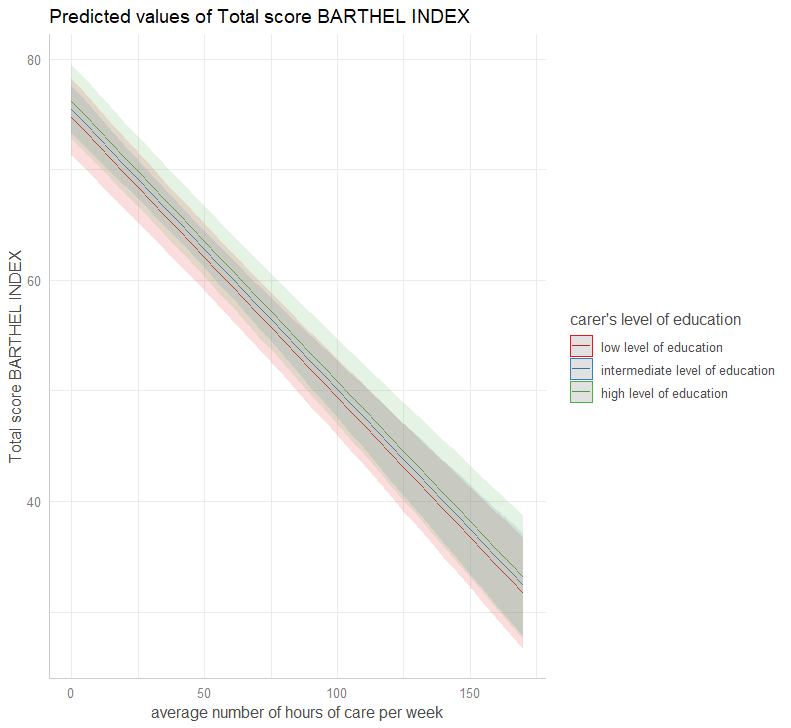 Predicted values of Total score BARTHEL INDEX
80
60
40
Total score BARTHEL INDEX
0
50
100
150
average number of hours of care per week
carer's level of education
low level of education
intermediate level of education
high level of education